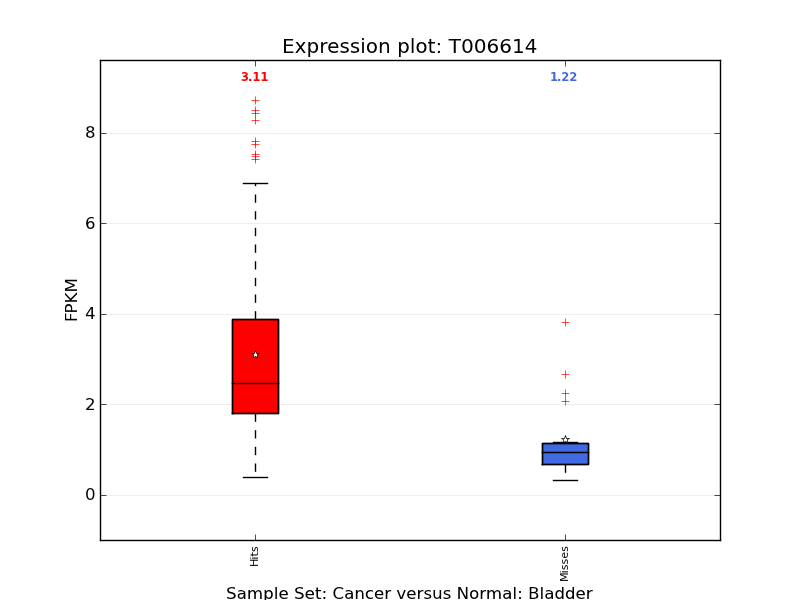 Expression plot: T006614
3.11
1.22
8
6
4
2
0
FPKM
Hits
Misses
Sample Set: Cancer versus Normal: Bladder